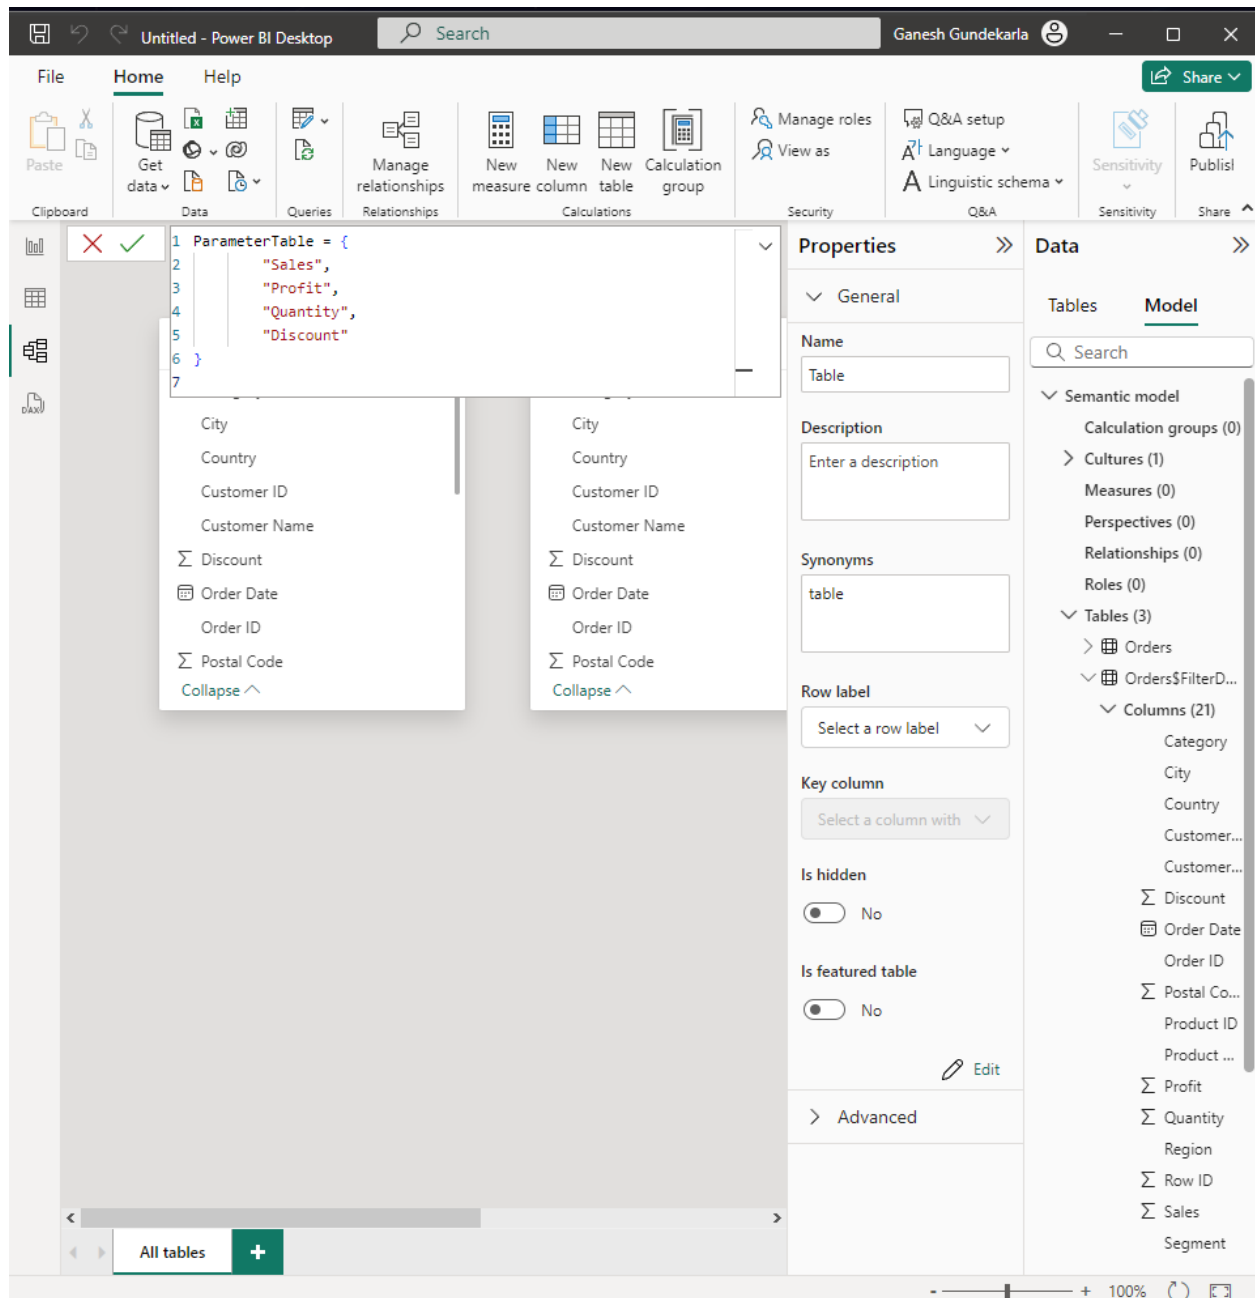 Untitled - Power BI Desktop
Search
Ganesh Gundekarla
File
Home
Help
Share
Paste
Get data
Manage relationships
New measure
New column
New table
Calculation group
Manage roles
View as
Q&A setup
Language
Linguistic schema
Sensitivity
Publisl
Clipboard
Data
Queries
Relationships
Calculations
Security
Q&A
Sensitivity
Share
1 ParameterTable = {
2 "Sales",
3 "Profit",
4 "Quantity",
5 "Discount"
6 }
7
City
Country
Customer ID
Customer Name
Discount
Order Date
Order ID
Postal Code
Collapse
City
Country
Customer ID
Customer Name
Discount
Order Date
Order ID
Postal Code
Collapse
DAX
All tables
Properties
General
Name
Table
Description
Enter a description
Synonyms
table
Row label
Select a row label
Key column
Select a column with
Is hidden
No
Is featured table
No
Edit
Advanced
Data
Tables
Model
Search
Semantic model
Calculation groups (0)
Cultures (1)
Measures (0)
Perspectives (0)
Relationships (0)
Roles (0)
Tables (3)
Orders
Orders$FilterD...
Columns (21)
Category
City
Country
Customer...
Customer...
Discount
Order Date
Order ID
Postal Co...
Product ID
Product ...
Profit
Quantity
Region
Row ID
Sales
Segment
- + 100%